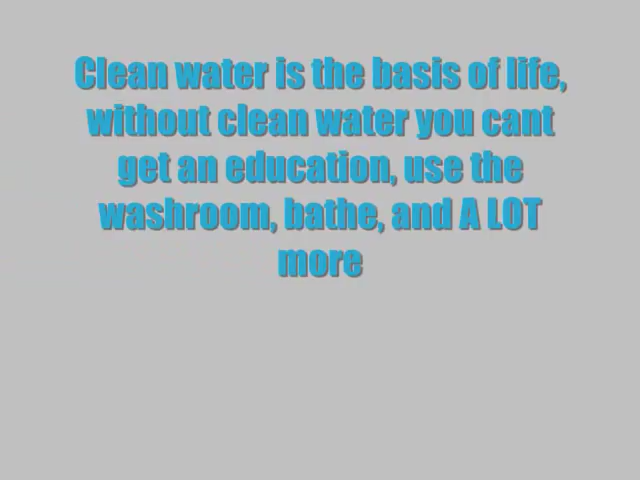 Clean water is the basis of life,
without clean water you cant
get an education, use the
washroom, bathe, and A LOT
more